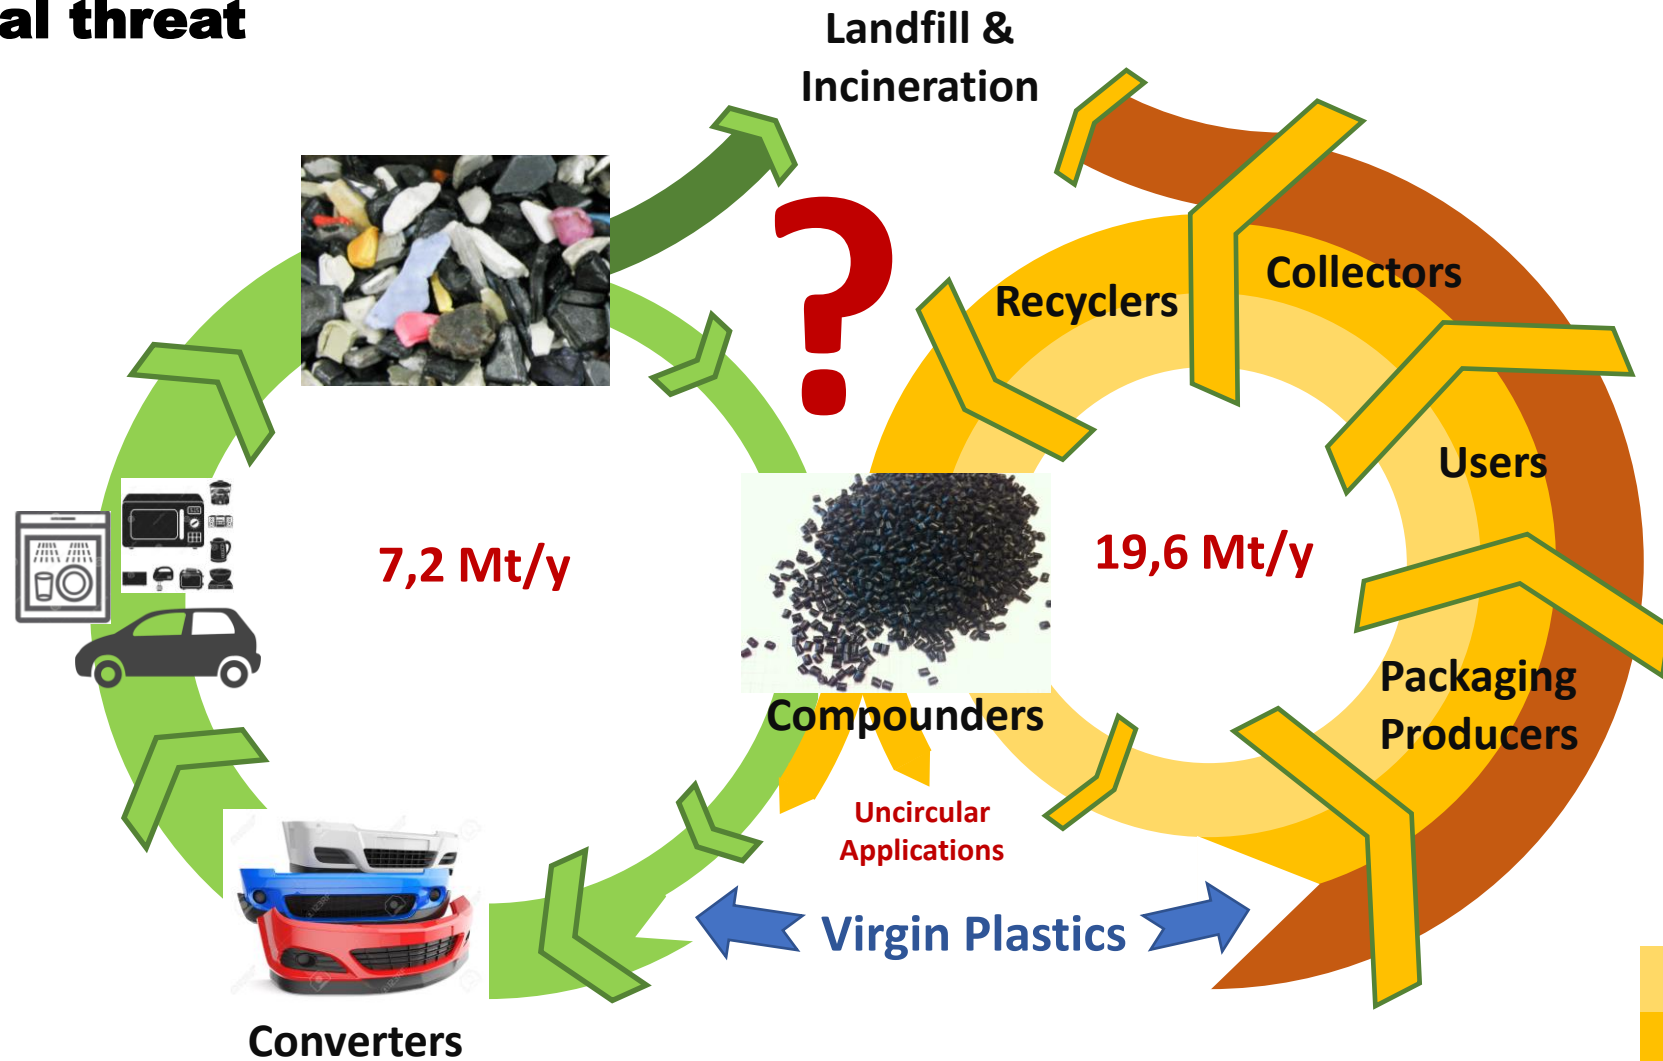 al threat
Landfill &
Incineration
?
Recyclers
Collectors
Users
7,2 Mt/y
19,6 Mt/y
Packaging
Producers
Compounders
Uncircular
Applications
Virgin Plastics
Converters